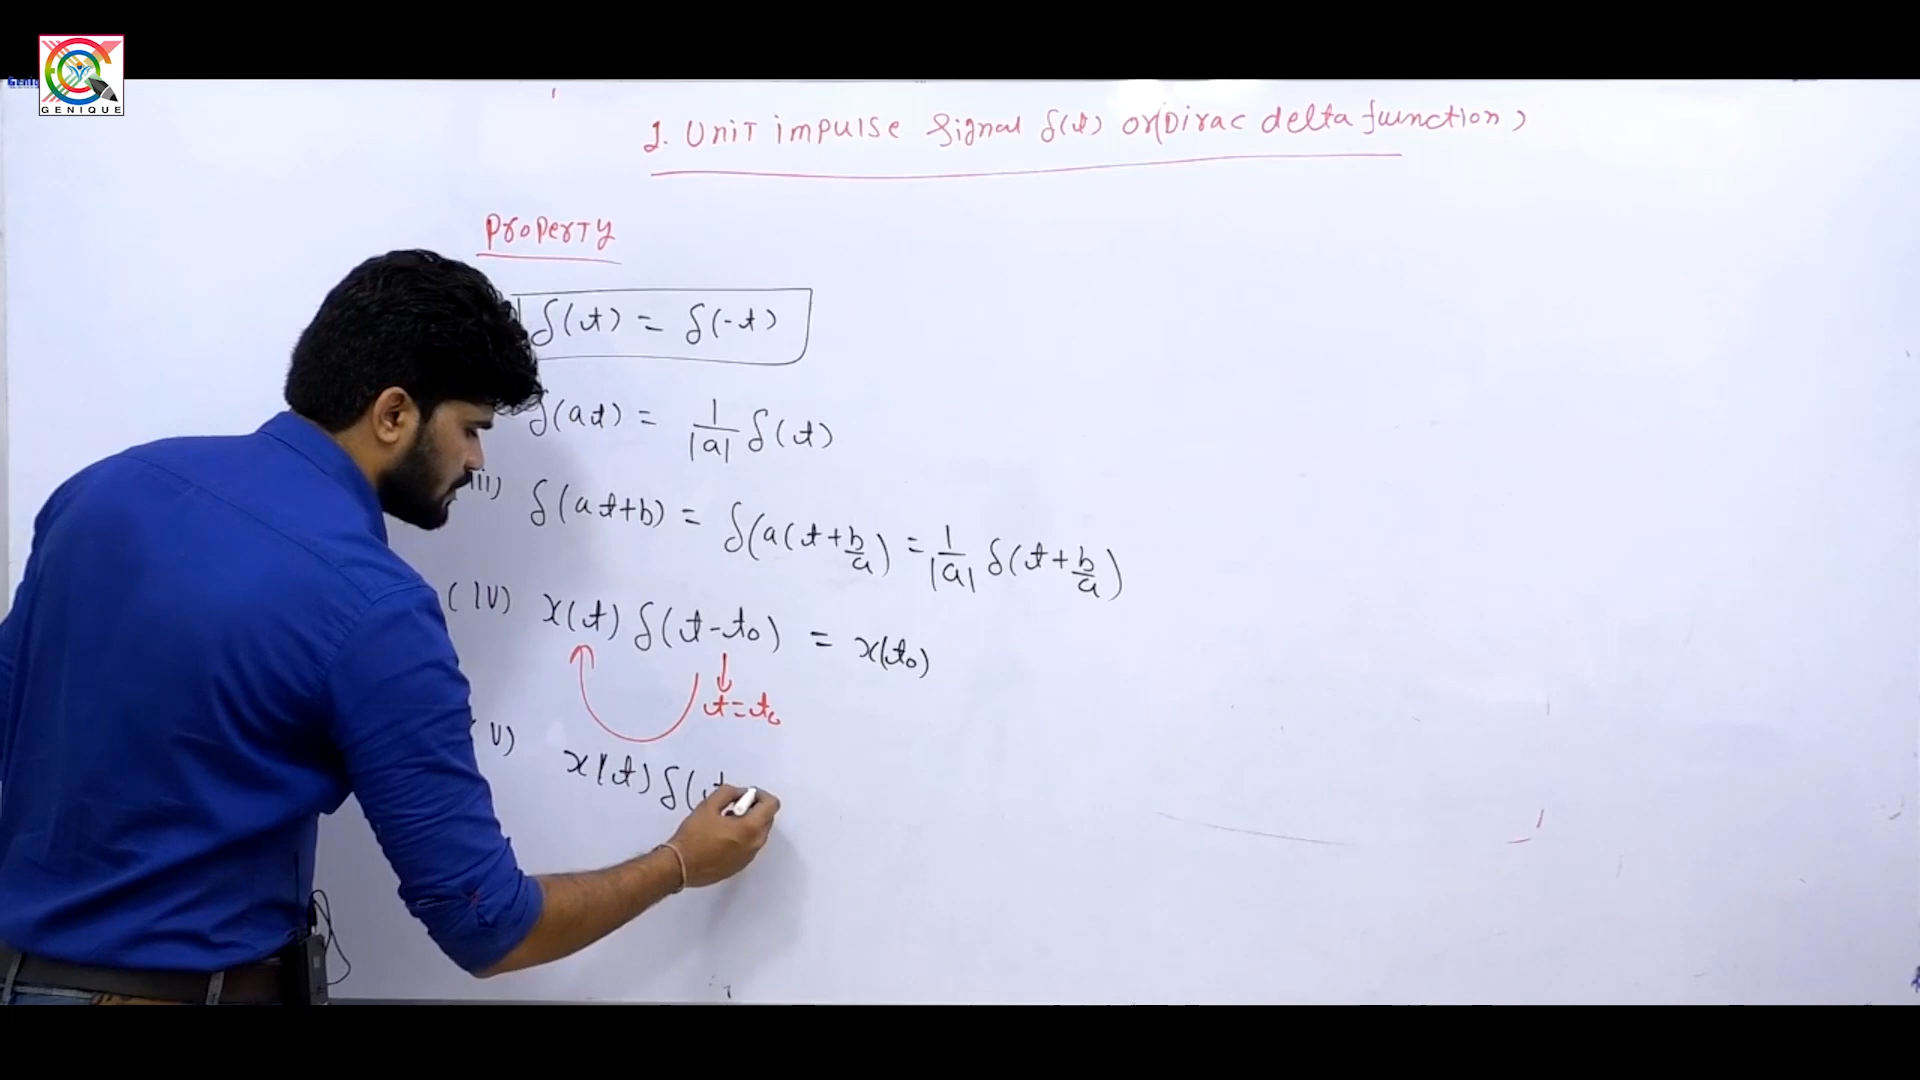 GENIQUE
1. Unit impulse signal δ(t) or (Dirac delta function)
Property
δ(t) = δ(-t)
δ(at) = 1/|a| δ(t)
iii) δ(at+b) = δ(a(t+b/a) = 1/|a| δ(t+b/a)
(iv) x(t) δ(t-t₀) = x(t₀)
t=t₀
v) x(t) δ(t